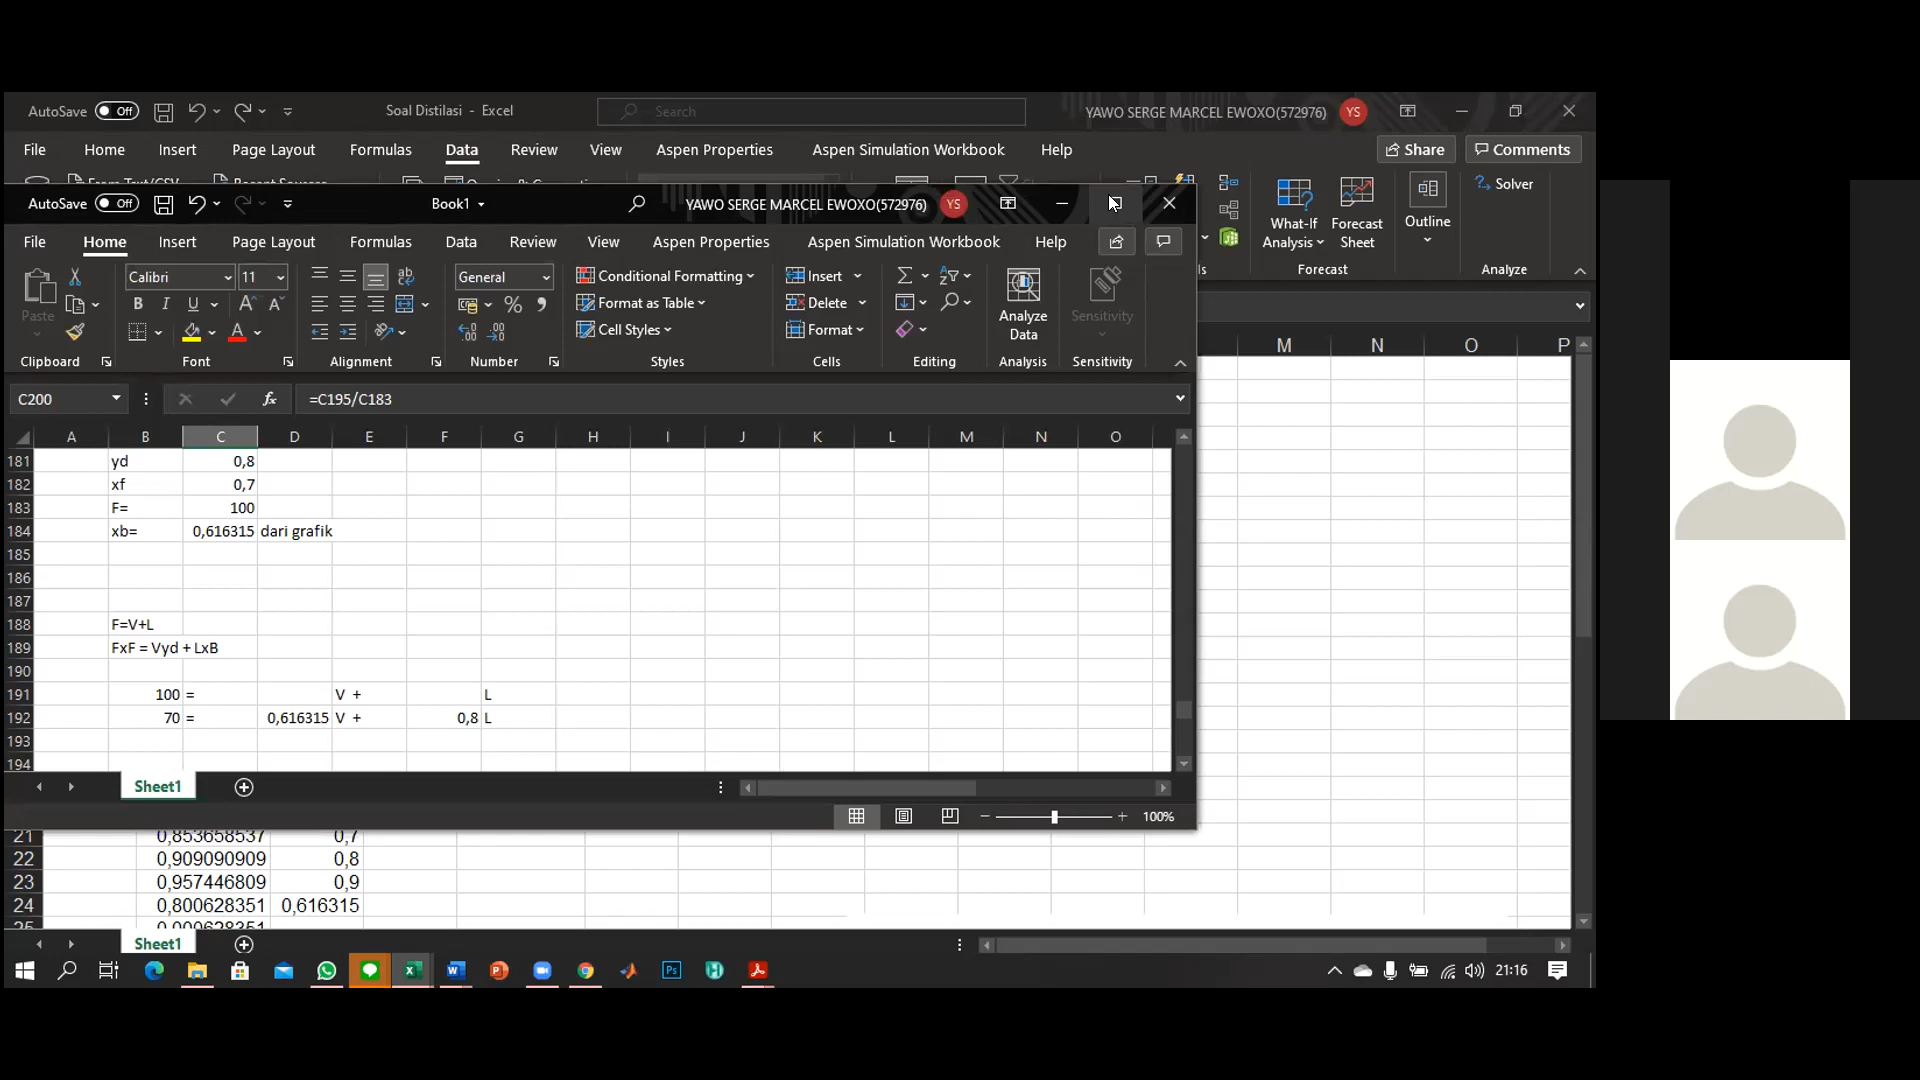 AutoSave Off Soal Distilasi - Excel Search YAWO SERGE MARCEL EWOXO(572976) YS
File Home Insert Page Layout Formulas Data Review View Aspen Properties Aspen Simulation Workbook Help Share Comments
What-If Analysis Forecast Sheet Outline Solver
Forecast Analyze
AutoSave Off Book1 YAWO SERGE MARCEL EWOXO(572976) YS
File Home Insert Page Layout Formulas Data Review View Aspen Properties Aspen Simulation Workbook Help
Paste Calibri 11 General Conditional Formatting Insert Analyze Data Sensitivity
B I U A A % Format as Table Delete
A Cell Styles Format
Clipboard Font Alignment Number Styles Cells Editing Analysis Sensitivity
C200 fx =C195/C183
M N O P
A B C D E F G H I J K L M N O
181 yd 0,8
182 xf 0,7
183 F= 100
184 xb= 0,616315 dari grafik
185
186
187
188 F=V+L
189 FxF = Vyd + LxB
190
191 100 = V + L
192 70 = 0,616315 V + 0,8 L
193
194
Sheet1
100%
21 0,853658537 0,7
22 0,909090909 0,8
23 0,957446809 0,9
24 0,800628351 0,616315
Sheet1
21:16